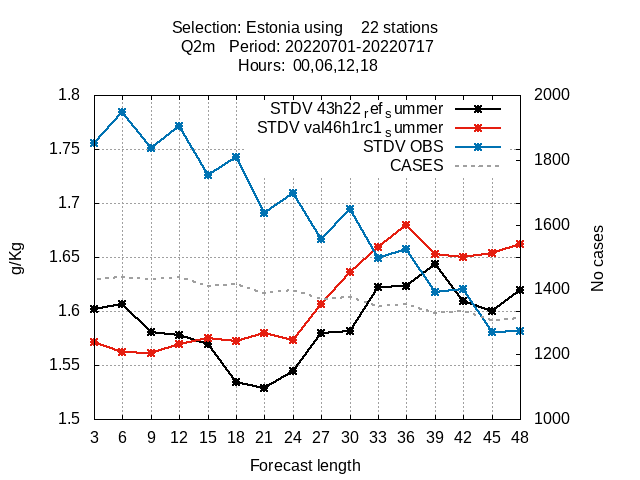 Selection: Estonia using 22 stations
Q2m Period: 20220701-20220717
Hours: 00,06,12,18
1.8 2000
STDV 43h22refsummer
STDV val46h1rc1summer
STDV OBS
CASES
1.75
1800
1.7
1600
1.65
1400
1.6
1.55
1200
1.5 1000
g/Kg
No cases
3 6 9 12 15 18 21 24 27 30 33 36 39 42 45 48
Forecast length